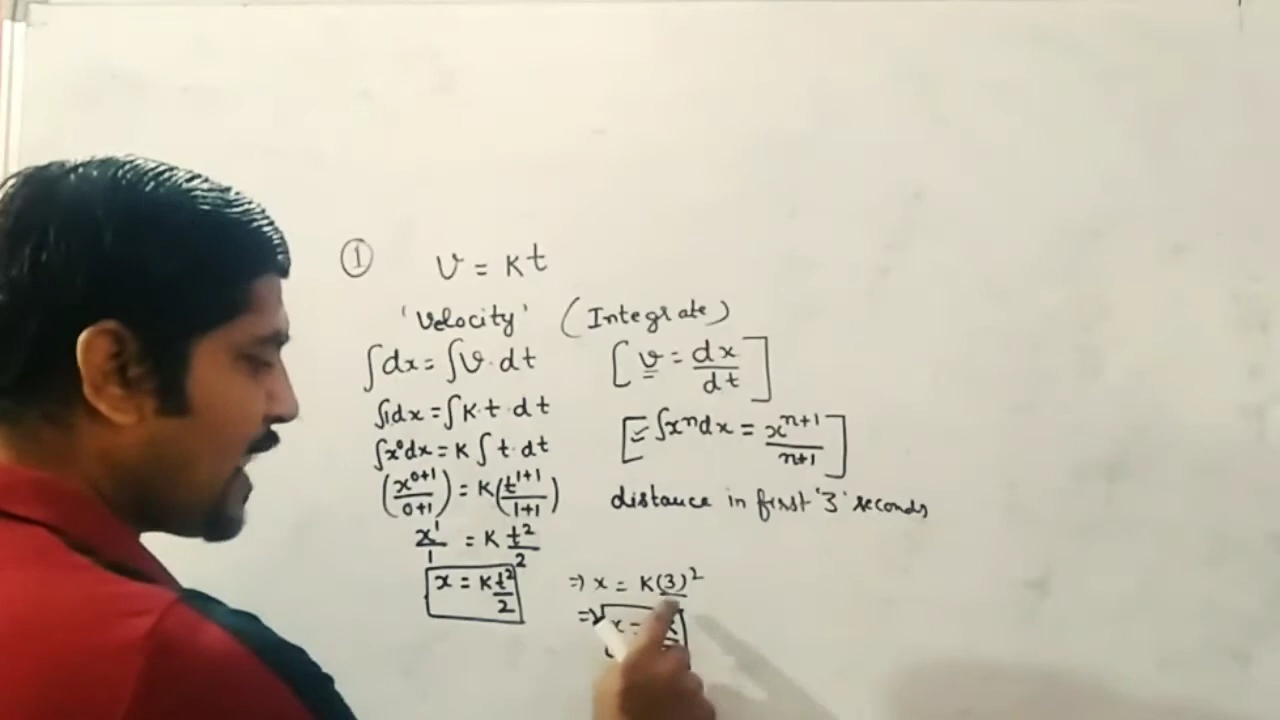 ① v = Kt
'Velocity' (Integrate)
∫dx = ∫v·dt [v = dx/dt]
∫1dx = ∫K·t·dt
[= ∫xⁿdx = xⁿ⁺¹/n+1]
∫x⁰dx = K∫t·dt
(x⁰⁺¹/0+1) = K(t¹⁺¹/1+1)
distance in first '3' seconds
x¹/1 = K t²/2
x = Kt²/2
⇒ x = K(3)²
⇒ x =